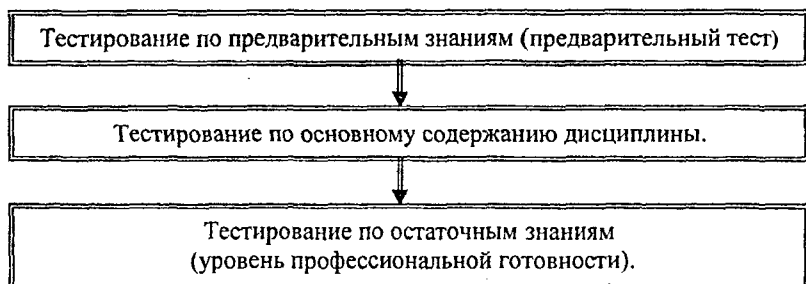 Тестирование по предварительным знаниям (предварительный тест)
Тестирование по основному содержанию дисциплины.
Тестирование по остаточным знаниям
(уровень профессиональной готовности).